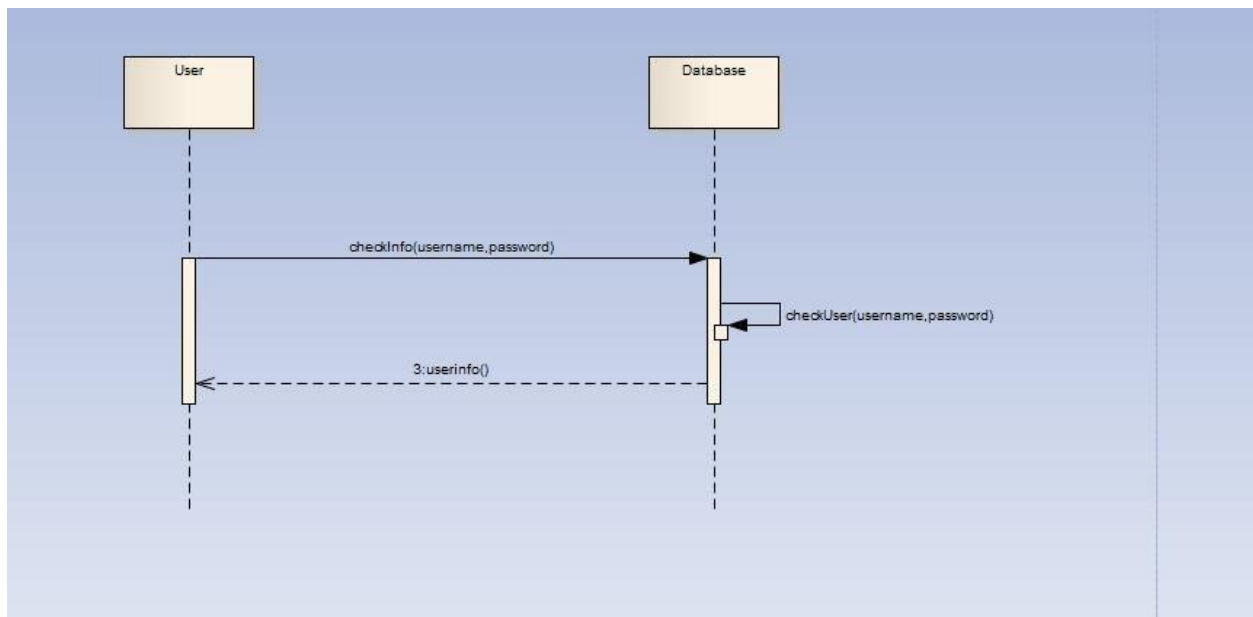 User
Database
checkInfo(username,password)
checkUser(username,password)
3:userinfo()